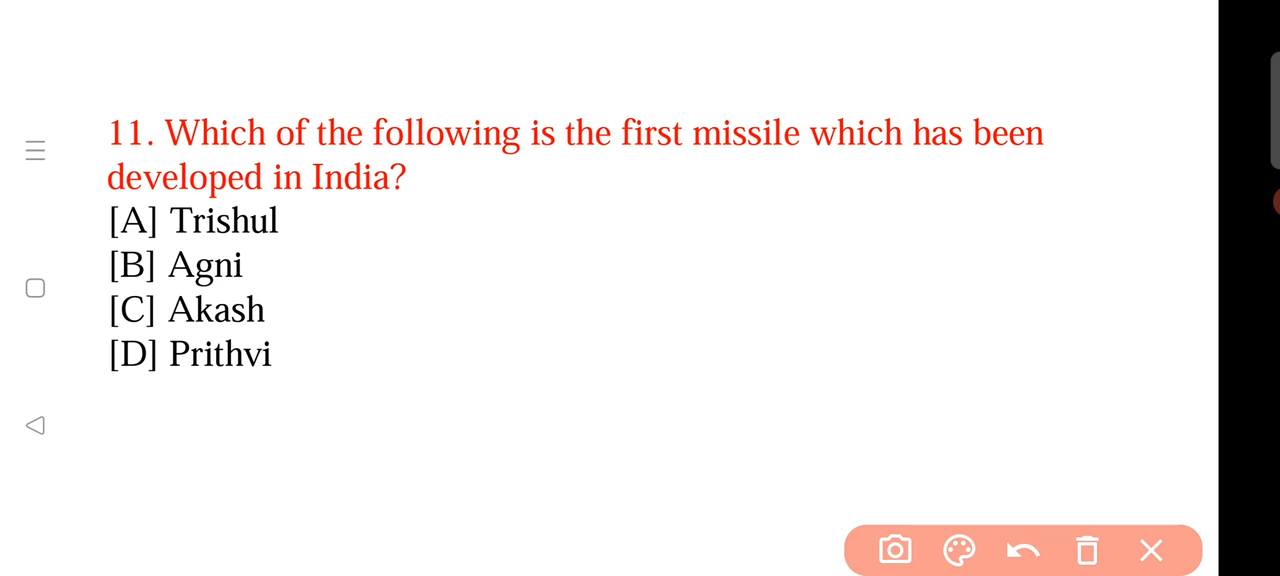 11. Which of the following is the first missile which has been
developed in India?
[A] Trishul
[B] Agni
[C] Akash
[D] Prithvi